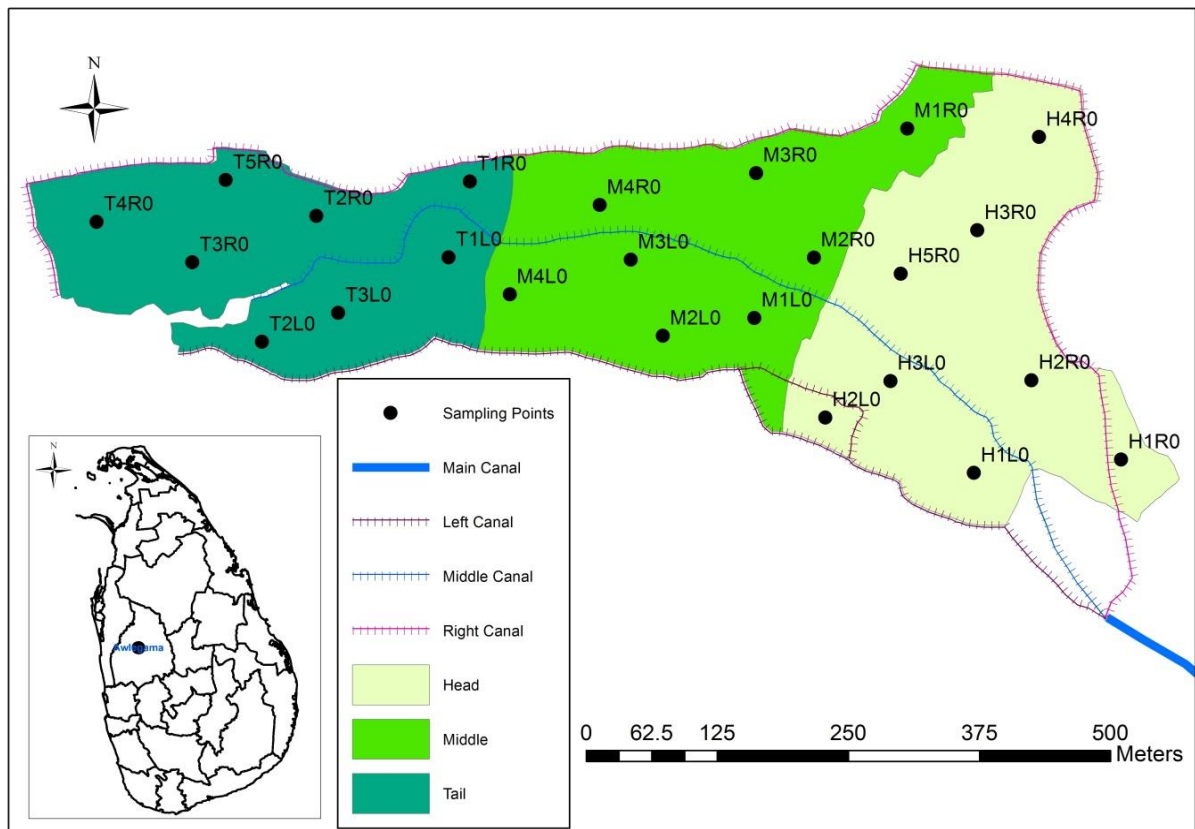 N
M1R0
H4R0
T5R0
T1R0
M3R0
T4R0
T2R0
M4R0
H3R0
T3R0
T1L0
M3L0
M2R0
H5R0
M4L0
T3L0
M1L0
T2L0
M2L0
H3L0
H2R0
H2L0
H1R0
H1L0
Sampling Points
Main Canal
Left Canal
Middle Canal
Right Canal
Head
Middle
Tail
N
Awlegama
0 62.5 125 250 375 500
Meters